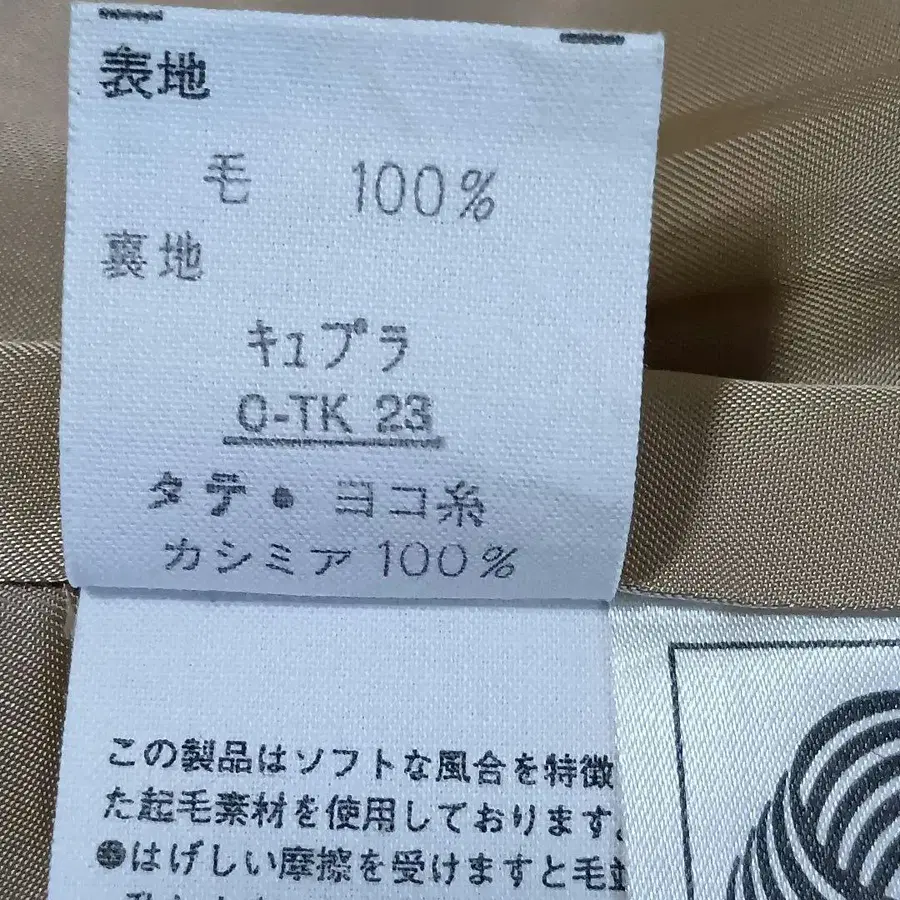 表地
毛 100%
裏地
キュプラ
O-TK 23
タテ・ヨコ糸
カシミア 100%
この製品はソフトな風合を特徴
た起毛素材を使用しております。
●はげしい摩擦を受けますと毛並